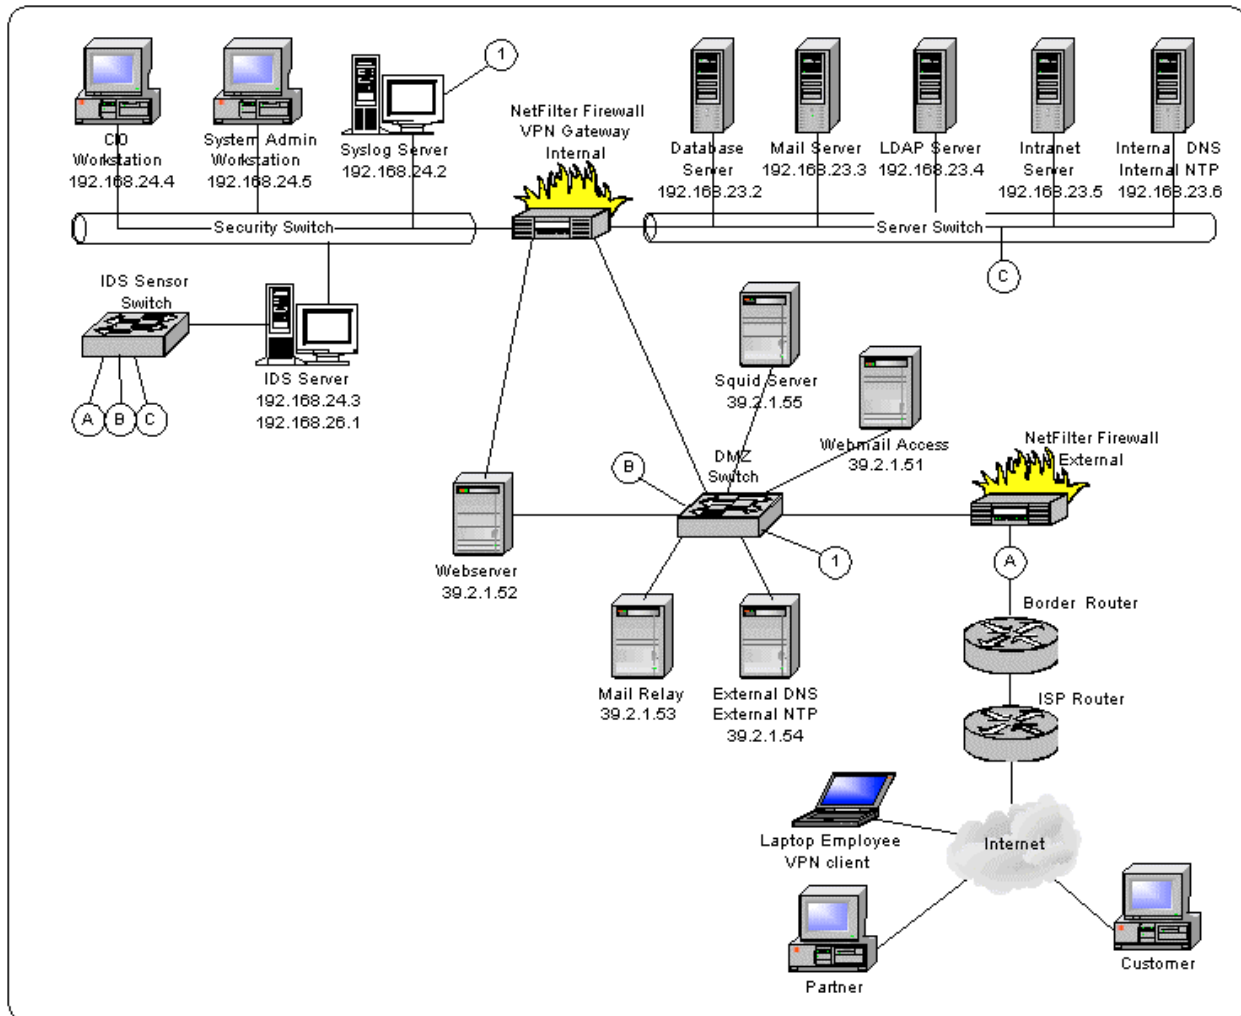 1
NetFilter Firewall
VPN Gateway
Internal
CIO
Workstation
192.168.24.4
System Admin
Workstation
192.168.24.5
Syslog Server
192.168.24.2
Database
Server
192.168.23.2
Mail Server
192.168.23.3
LDAP Server
192.168.23.4
Intranet
Server
192.168.23.5
Internal DNS
Internal NTP
192.168.23.6
Security Switch
Server Switch
C
IDS Sensor
Switch
A
B
C
IDS Server
192.168.24.3
192.168.26.1
Squid Server
39.2.1.55
Webmail Access
39.2.1.51
NetFilter Firewall
External
DMZ
Switch
B
1
A
Webserver
39.2.1.52
Mail Relay
39.2.1.53
External DNS
External NTP
39.2.1.54
Border Router
ISP Router
Internet
Laptop Employee
VPN client
Partner
Customer